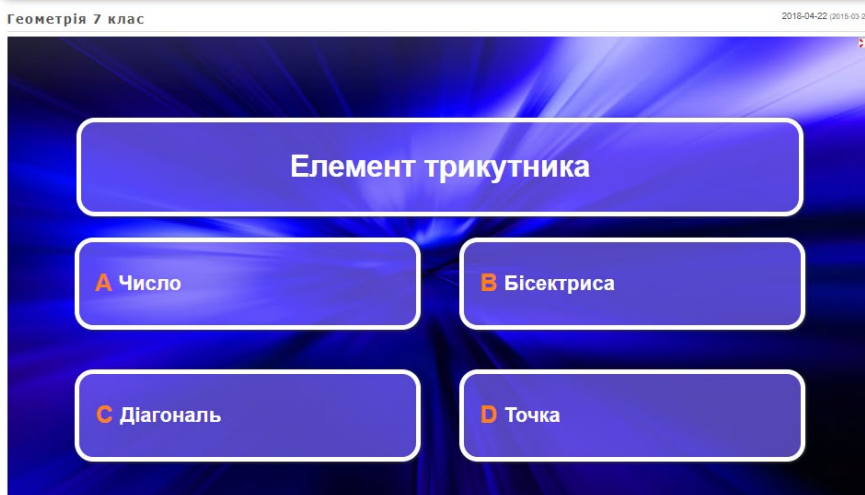 Геометрія 7 клас
2018-04-22
Елемент трикутника
A Число
B Бісектриса
C Діагональ
D Точка